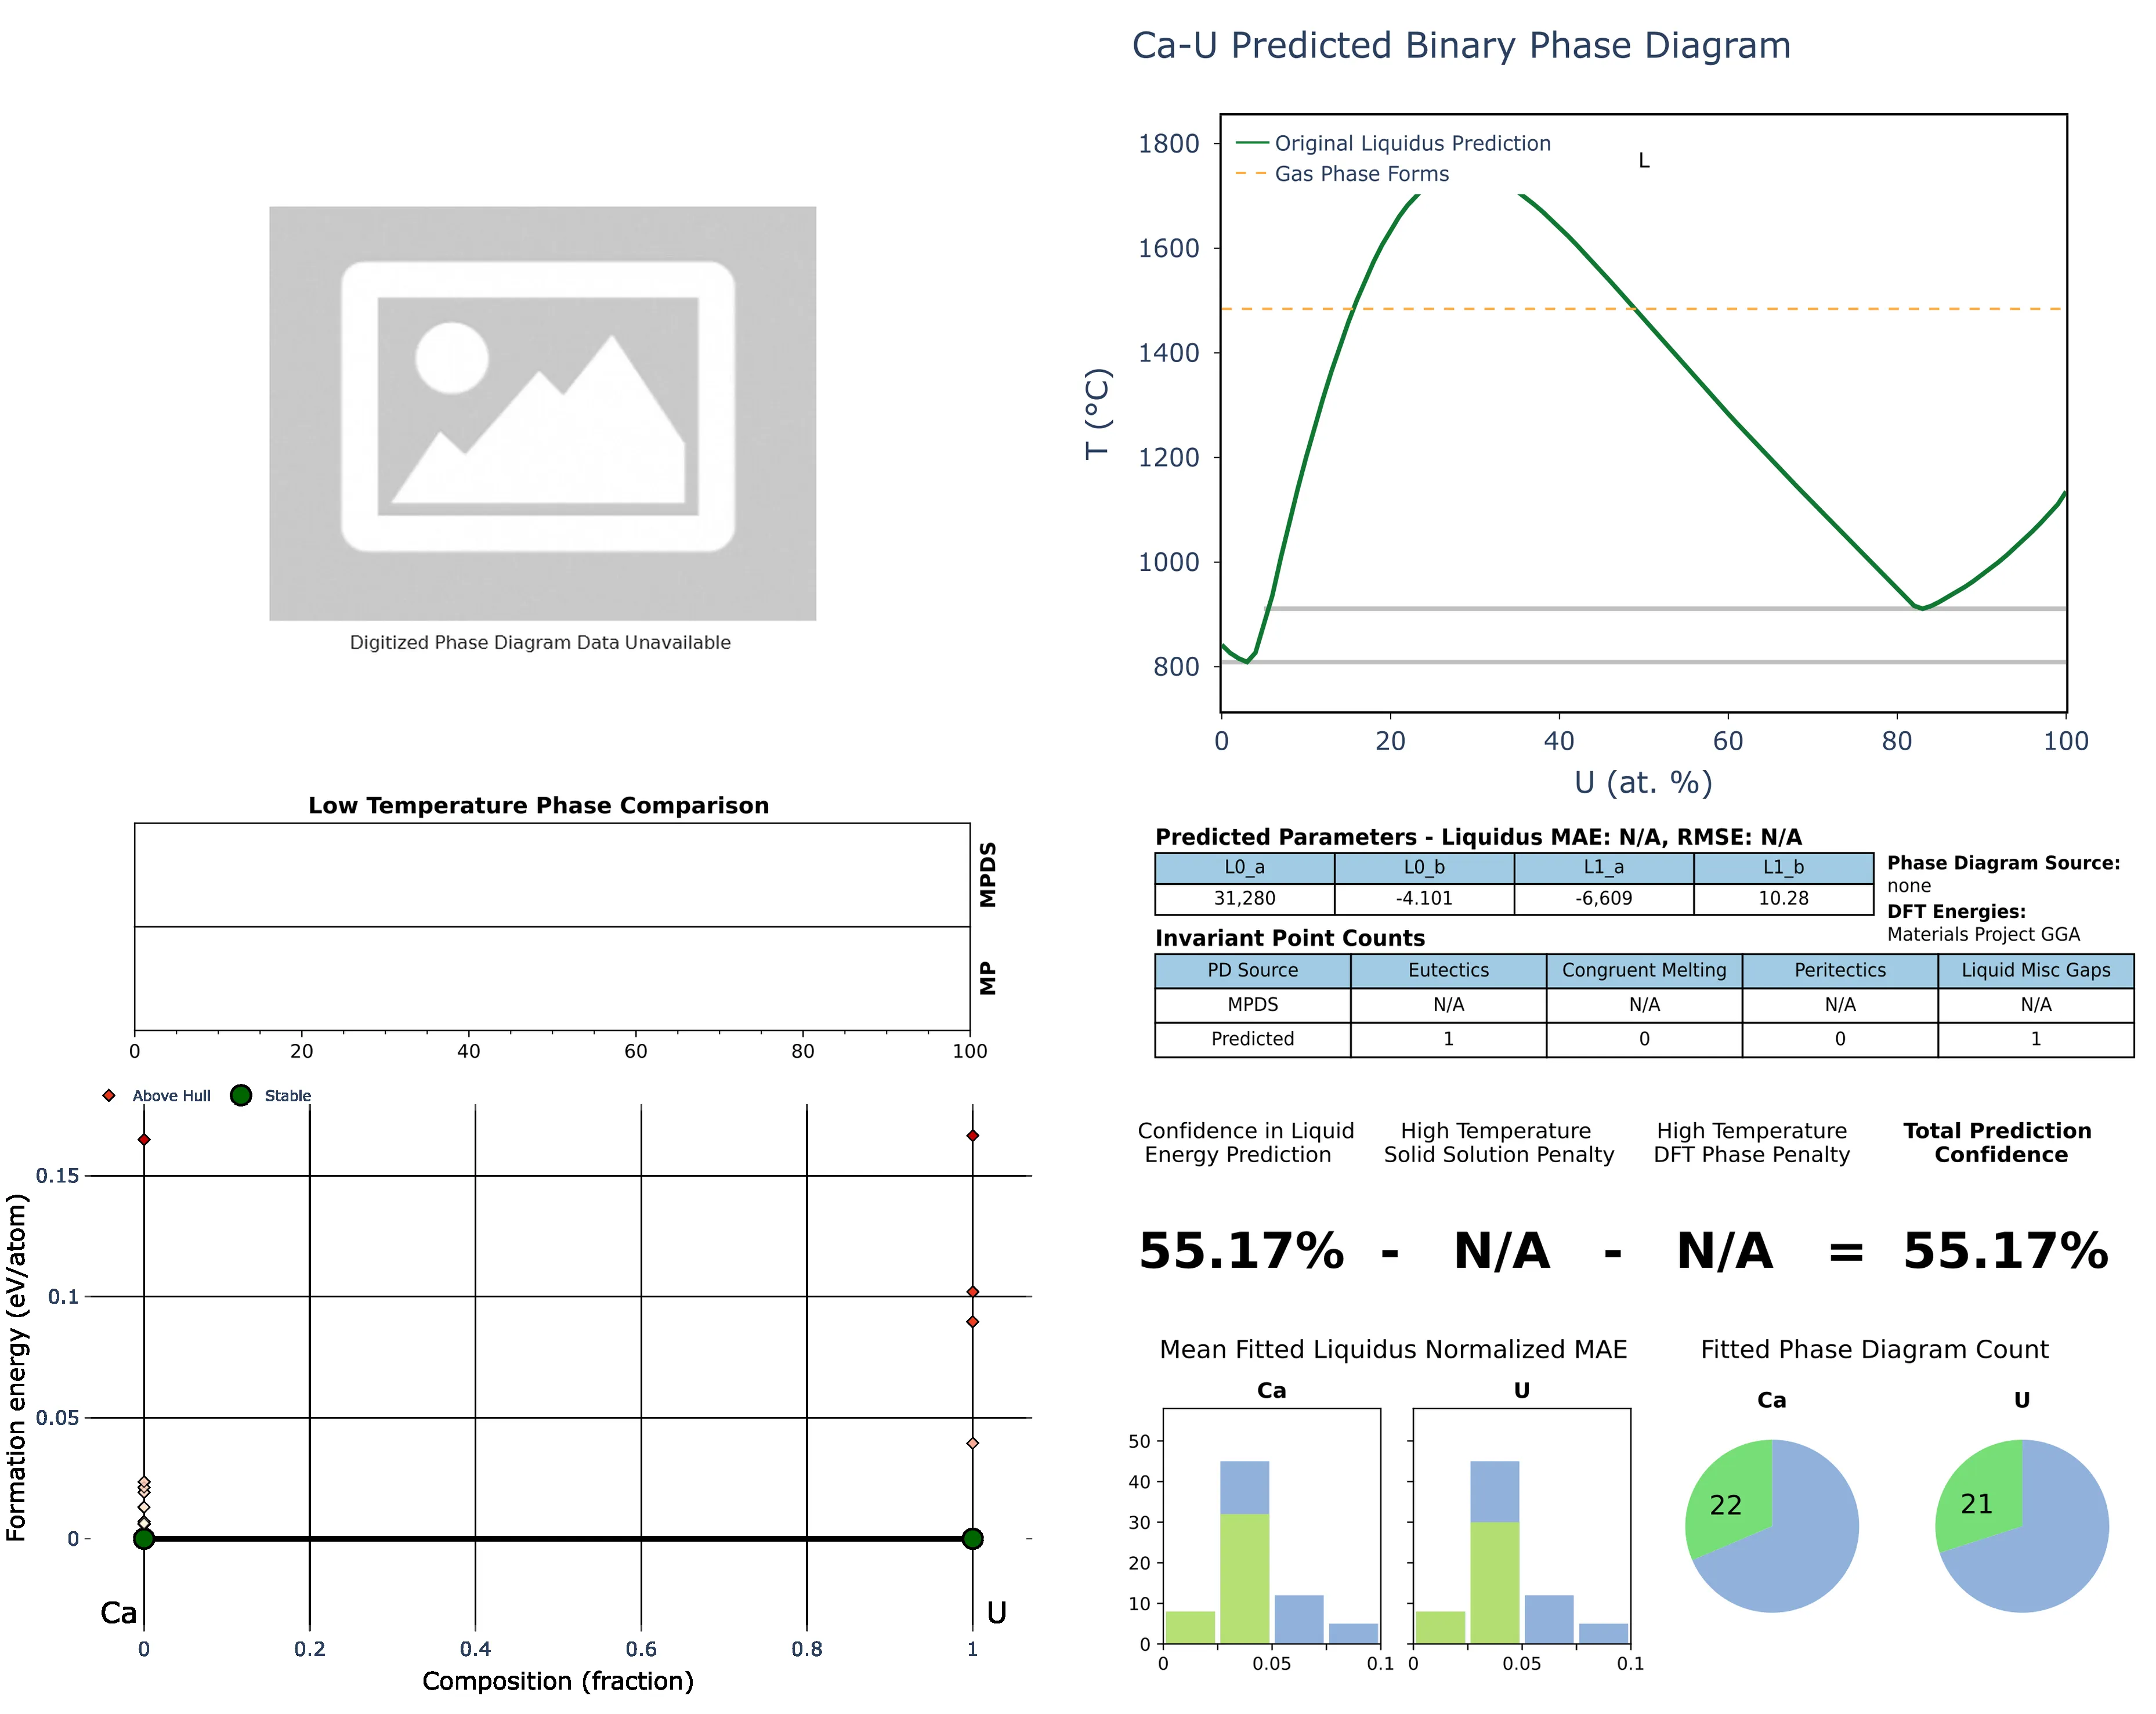 Ca-U Predicted Binary Phase Diagram
Original Liquidus Prediction
Gas Phase Forms
L
1800
1600
1400
1200
1000
800
T (°C)
0 20 40 60 80 100
U (at. %)
Digitized Phase Diagram Data Unavailable
Low Temperature Phase Comparison
MPDS
MP
0 20 40 60 80 100
Predicted Parameters - Liquidus MAE: N/A, RMSE: N/A
L0_a L0_b L1_a L1_b
31,280 -4.101 -6,609 10.28
Phase Diagram Source:
none
DFT Energies:
Materials Project GGA
Invariant Point Counts
PD Source Eutectics Congruent Melting Peritectics Liquid Misc Gaps
MPDS N/A N/A N/A N/A
Predicted 1 0 0 1
Above Hull Stable
0.15
0.1
0.05
0
Formation energy (eV/atom)
Ca U
0 0.2 0.4 0.6 0.8 1
Composition (fraction)
Confidence in Liquid
Energy Prediction
High Temperature
Solid Solution Penalty
High Temperature
DFT Phase Penalty
Total Prediction
Confidence
55.17% - N/A - N/A = 55.17%
Mean Fitted Liquidus Normalized MAE
Ca U
50
40
30
20
10
0
0 0.05 0.1 0 0.05 0.1
Fitted Phase Diagram Count
Ca U
22 21